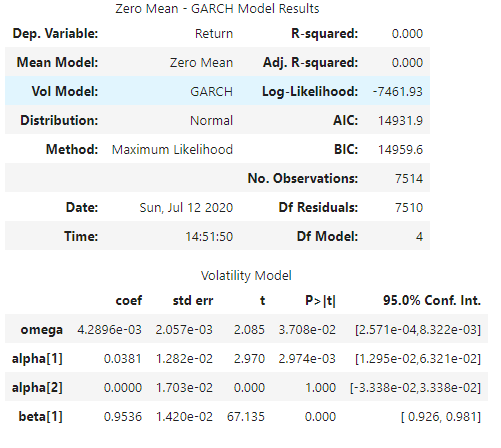 Zero Mean - GARCH Model Results
Dep. Variable: Return R-squared: 0.000
Mean Model: Zero Mean Adj. R-squared: 0.000
Vol Model: GARCH Log-Likelihood: -7461.93
Distribution: Normal AIC: 14931.9
Method: Maximum Likelihood BIC: 14959.6
No. Observations: 7514
Date: Sun, Jul 12 2020 Df Residuals: 7510
Time: 14:51:50 Df Model: 4
Volatility Model
coef std err t P>|t| 95.0% Conf. Int.
omega 4.2896e-03 2.057e-03 2.085 3.708e-02 [2.571e-04,8.322e-03]
alpha[1] 0.0381 1.282e-02 2.970 2.974e-03 [1.295e-02,6.321e-02]
alpha[2] 0.0000 1.703e-02 0.000 1.000 [-3.338e-02,3.338e-02]
beta[1] 0.9536 1.420e-02 67.135 0.000 [ 0.926, 0.981]